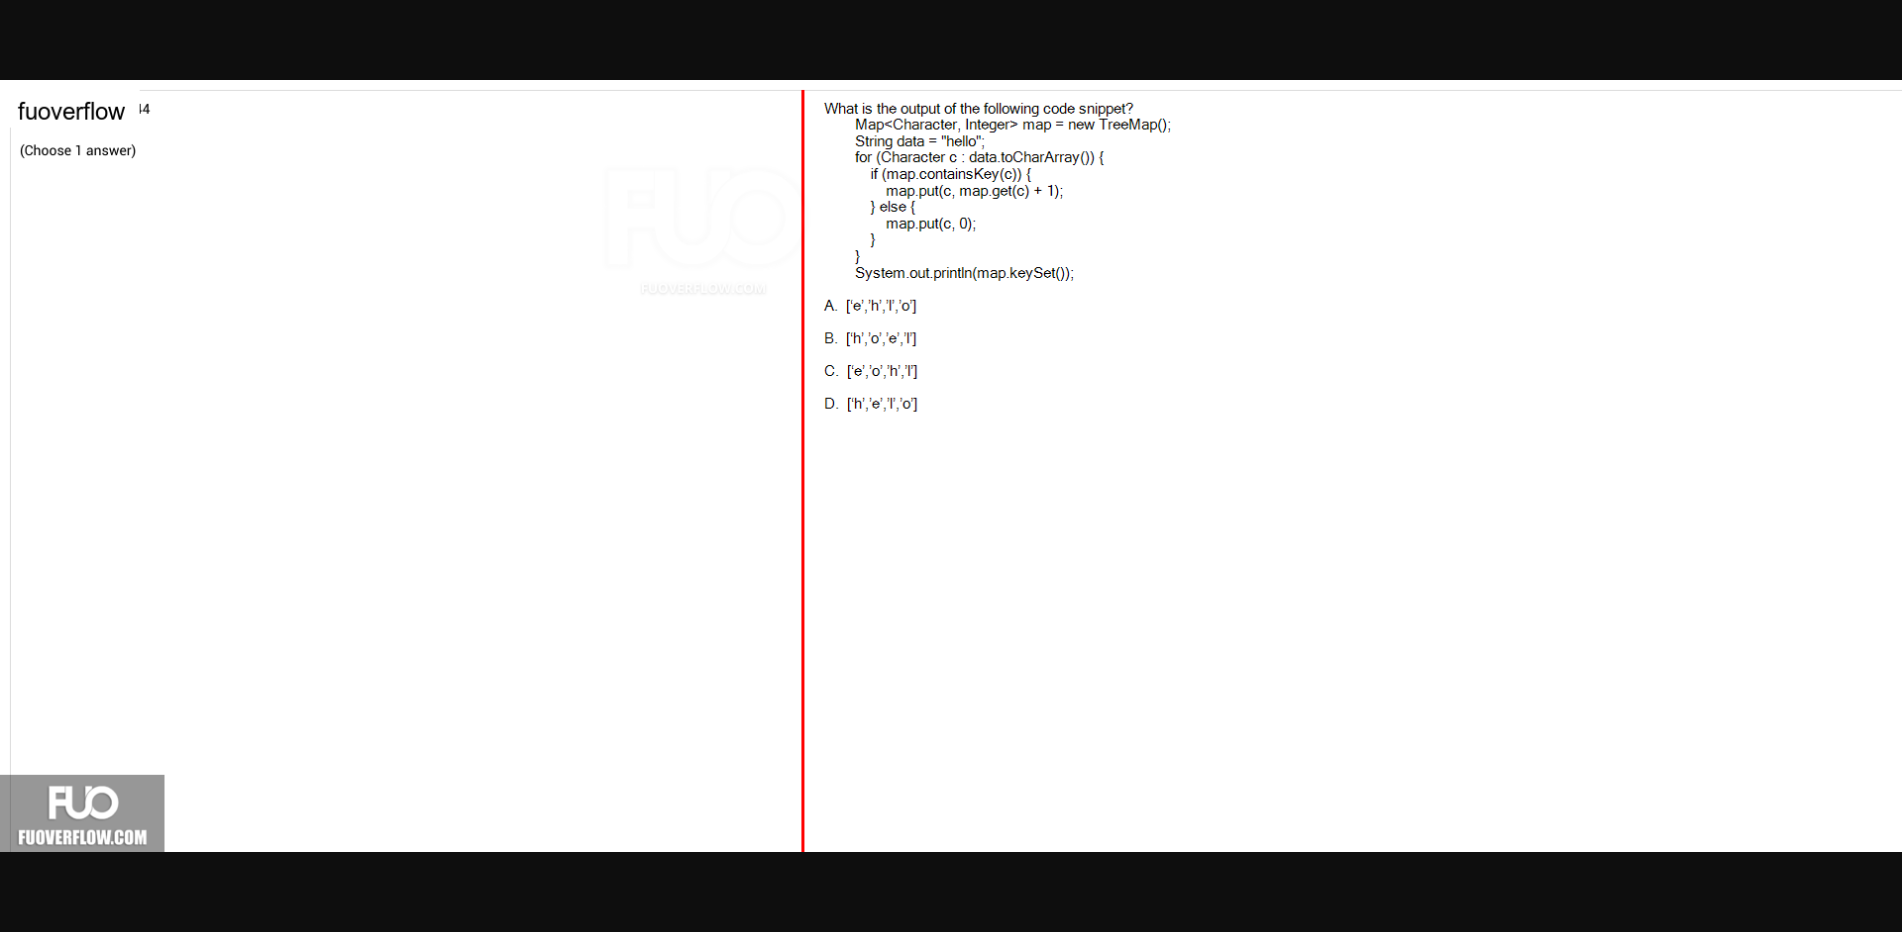 fuoverflow 14
(Choose 1 answer)
FUO
FUOVERFLOW.COM
What is the output of the following code snippet?
Map<Character, Integer> map = new TreeMap();
String data = "hello";
for (Character c : data.toCharArray()) {
if (map.containsKey(c)) {
map.put(c, map.get(c) + 1);
} else {
map.put(c, 0);
}
}
System.out.println(map.keySet());
A. ['e','h','l','o']
B. ['h','o','e','l']
C. ['e','o','h','l']
D. ['h','e','l','o']
FUO
FUOVERFLOW.COM